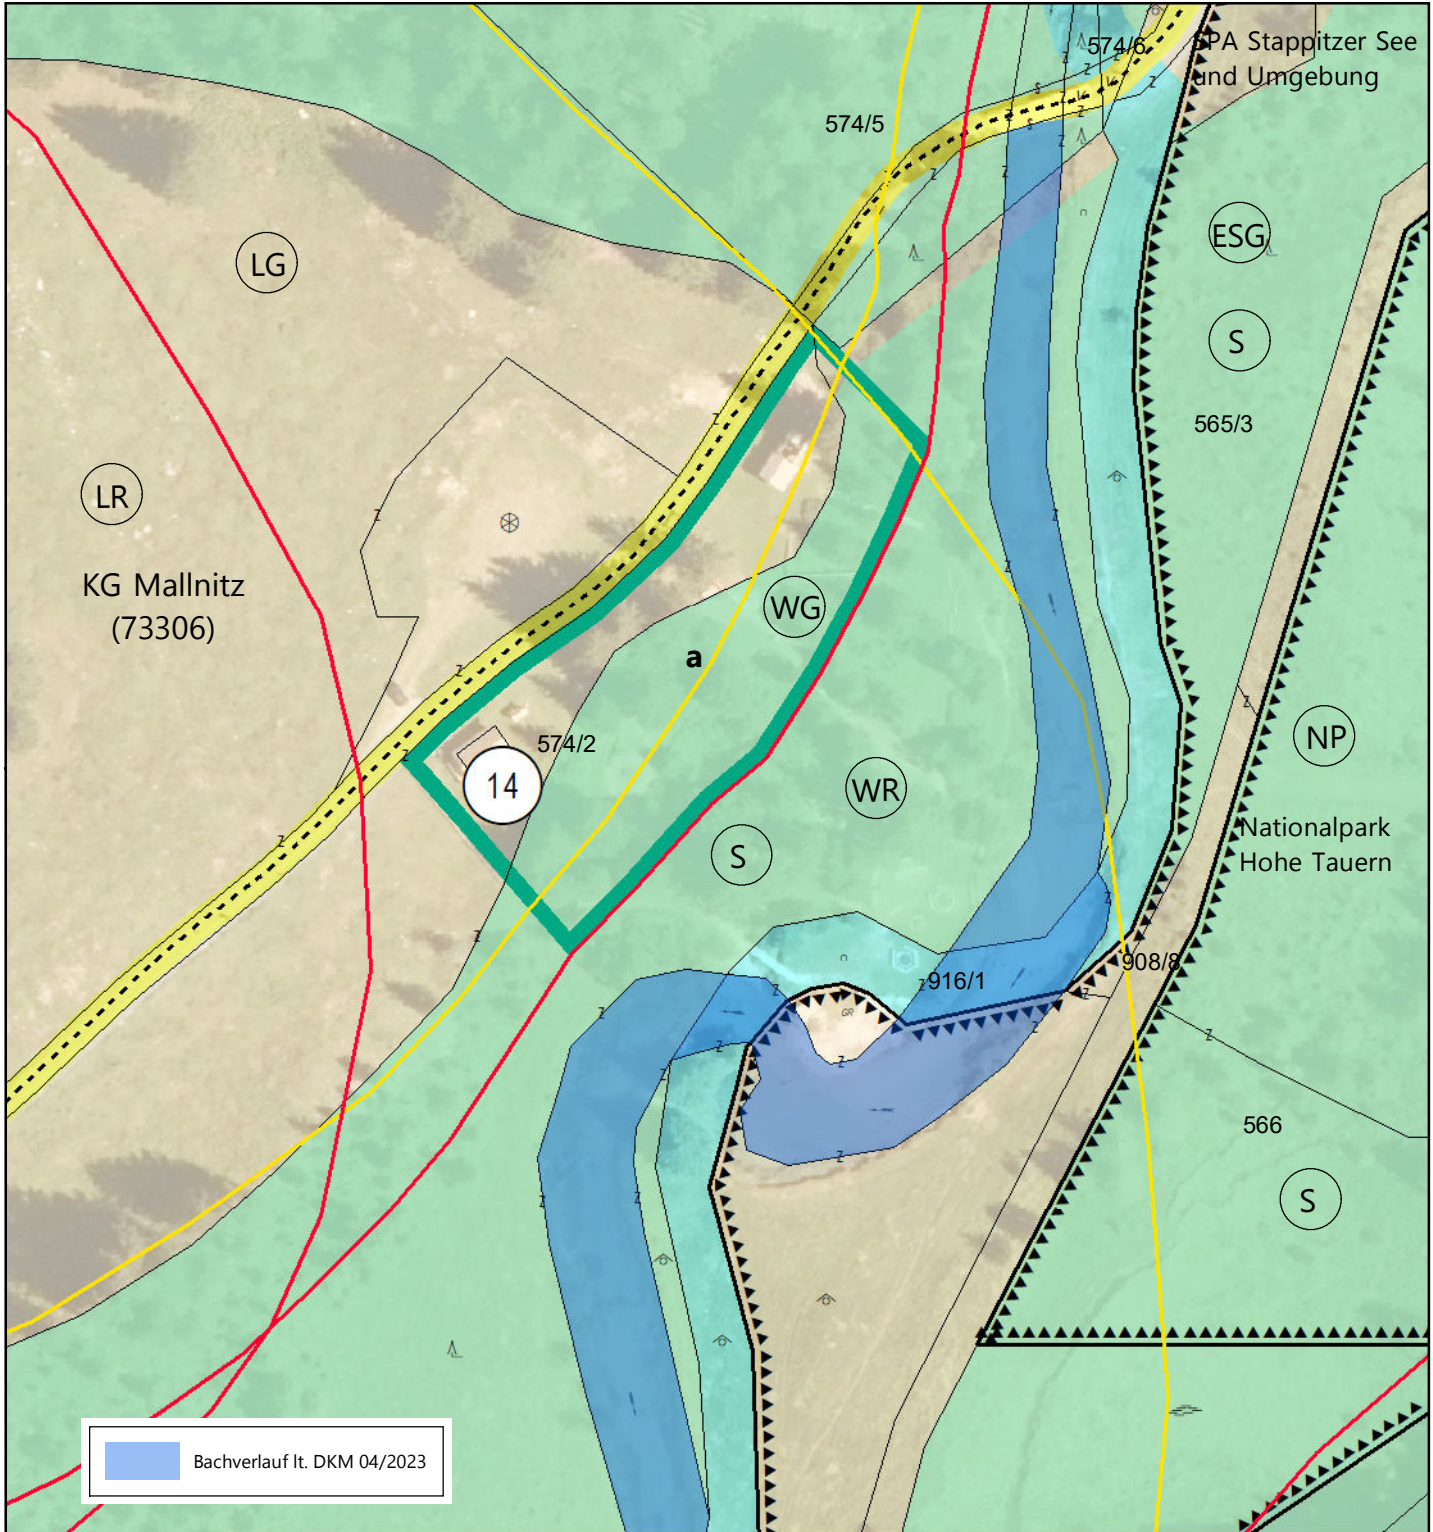 574/6
SPA Stappitzer See
und Umgebung
574/5
ESG
LG
S
565/3
LR
KG Mallnitz
(73306)
WG
a
574/2
14
WR
NP
S
Nationalpark
Hohe Tauern
916/1
908/8
GR
566
S
Bachverlauf lt. DKM 04/2023